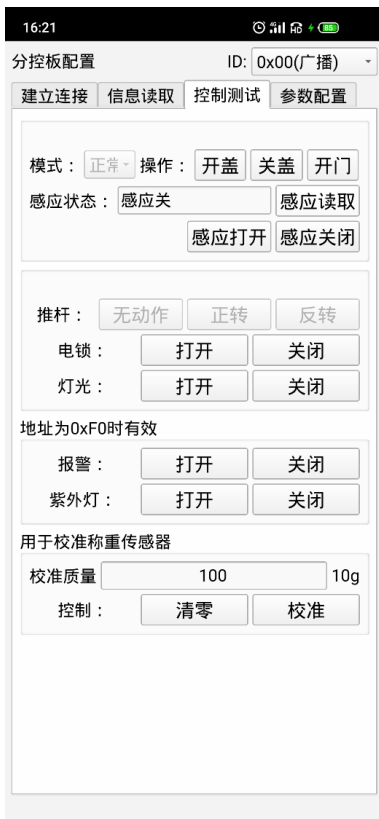 16:21 85
分控板配置 ID: 0x00(广播)
建立连接 信息读取 控制测试 参数配置
模式： 正常 操作： 开盖 关盖 开门
感应状态： 感应关 感应读取
感应打开 感应关闭
推杆： 无动作 正转 反转
电锁： 打开 关闭
灯光： 打开 关闭
地址为0xF0时有效
报警： 打开 关闭
紫外灯： 打开 关闭
用于校准称重传感器
校准质量 100 10g
控制： 清零 校准